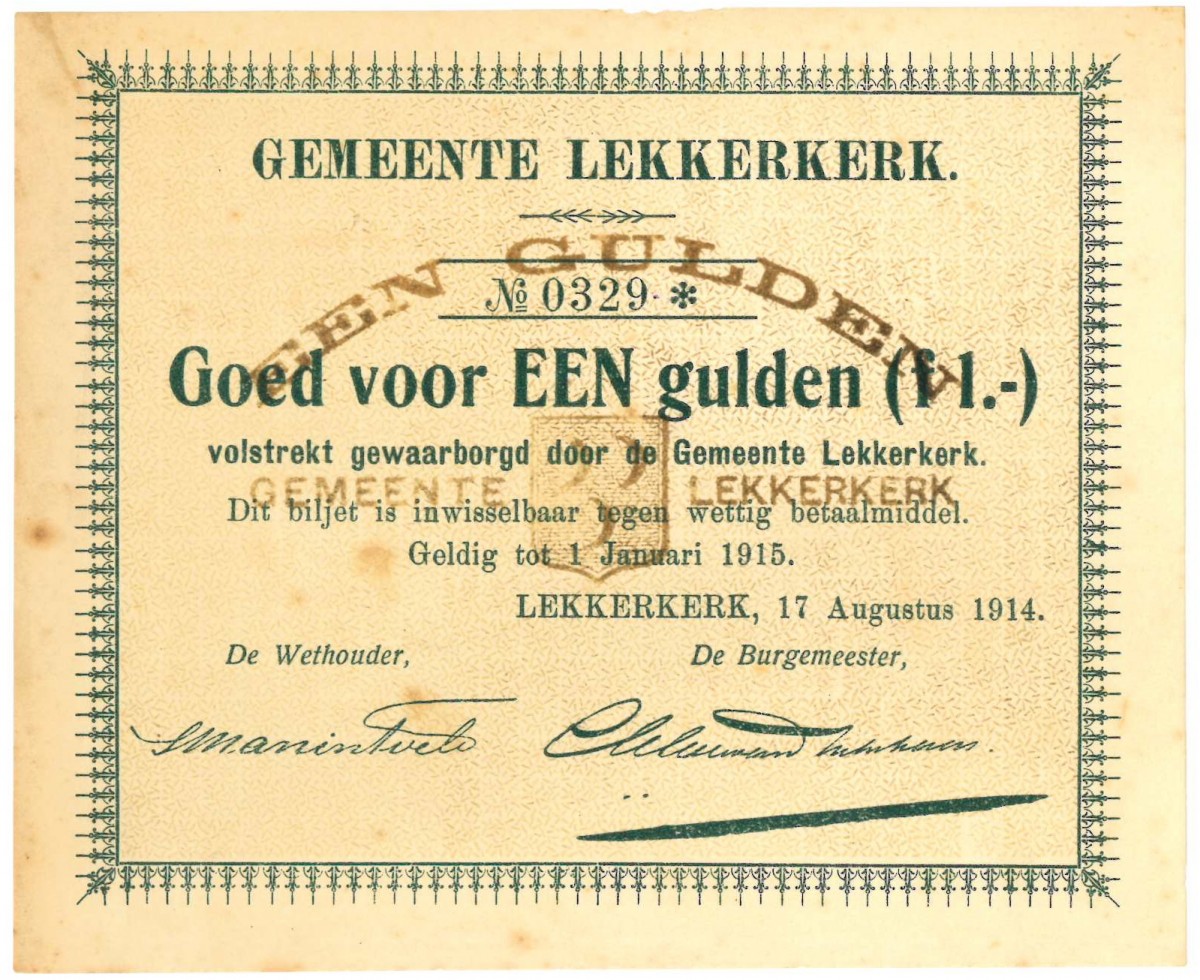 GEMEENTE LEKKERKERK.
EEN GULDEN
№ 0329 *
Goed voor EEN gulden (f 1.-)
volstrekt gewaarborgd door de Gemeente Lekkerkerk.
GEMEENTE LEKKERKERK
Dit biljet is inwisselbaar tegen wettig betaalmiddel.
Geldig tot 1 Januari 1915.
LEKKERKERK, 17 Augustus 1914.
De Wethouder, De Burgemeester,